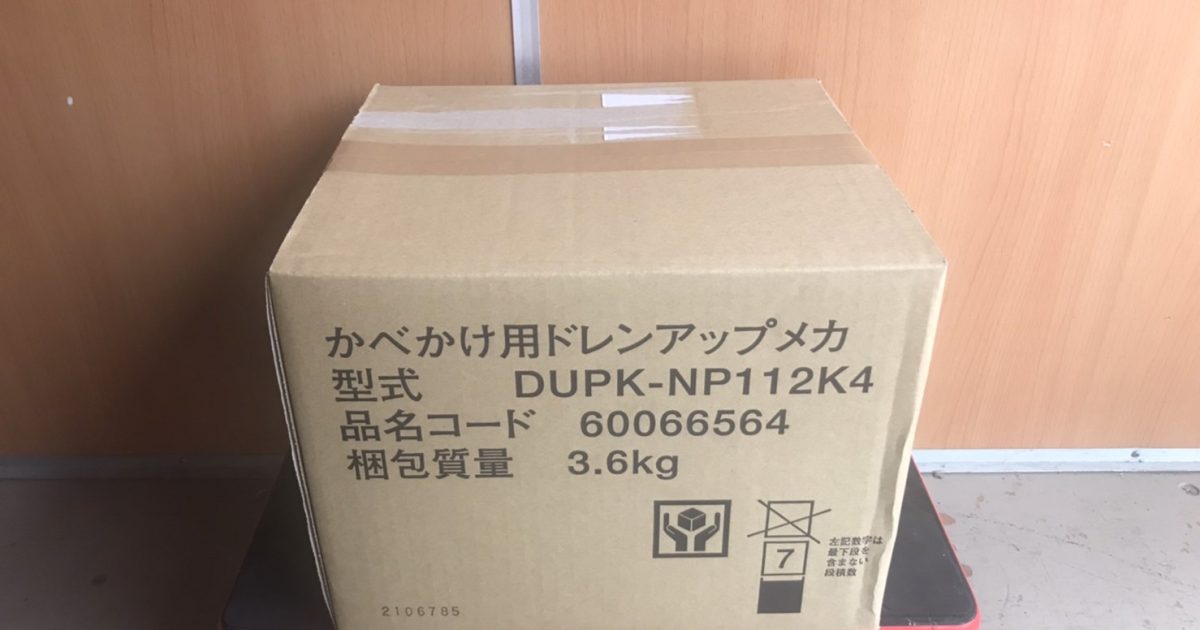 かべかけ用ドレンアップメカ
型式 DUPK-NP112K4
品名コード 60066564
梱包質量 3.6kg
7
左記数字は
最下段を
含まない
段積数
2106785